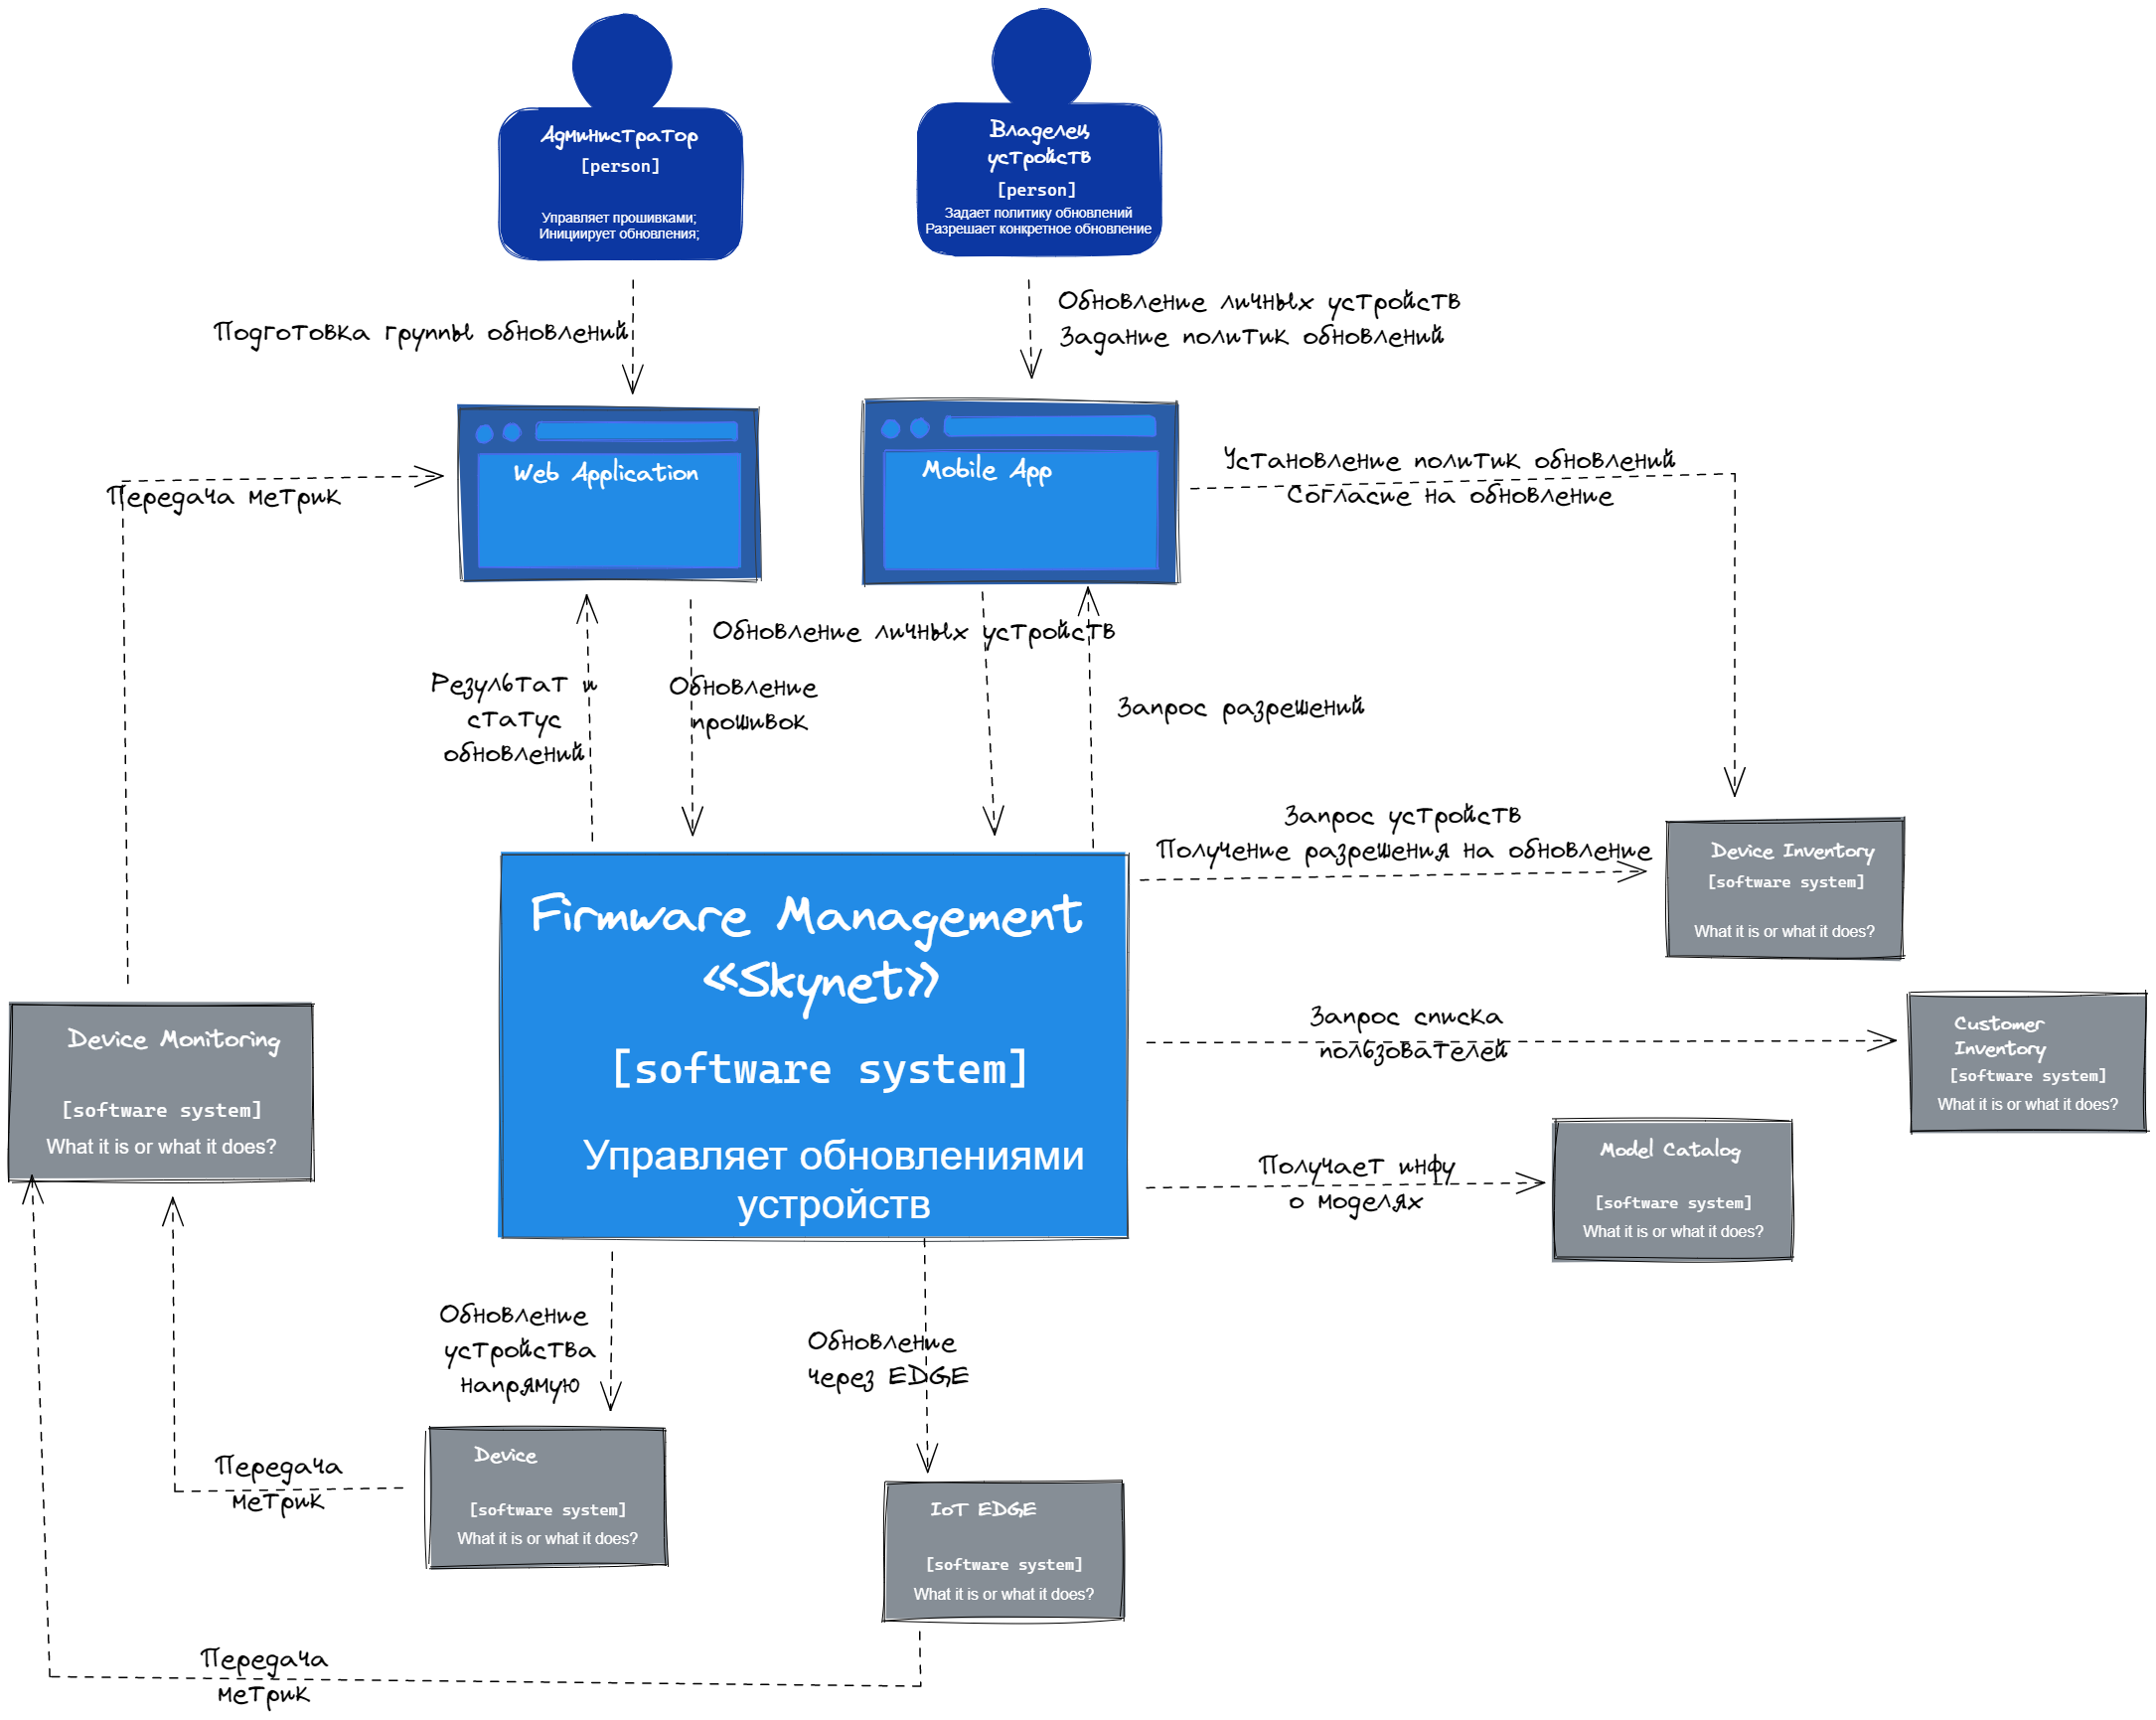 Администратор
[person]
Управляет прошивками;
Инициирует обновления;
Владелец
устройств
[person]
Задает политику обновлений
Разрешает конкретное обновление
Подготовка группы обновлений
Обновление личных устройств
Задание политик обновлений
Web Application
Mobile App
Передача метрик
Установление политик обновлений
Согласие на обновление
Обновление личных устройств
Результат и
статус
обновлений
Обновление
прошивок
Запрос разрешений
Запрос устройств
Получение разрешения на обновление
Device Inventory
[software system]
What it is or what it does?
Firmware Management
«Skynet»
[software system]
Управляет обновлениями
устройств
Device Monitoring
[software system]
What it is or what it does?
Запрос списка
пользователей
Customer
Inventory
[software system]
What it is or what it does?
Получает инфу
о моделях
Model Catalog
[software system]
What it is or what it does?
Обновление
устройства
напрямую
Обновление
через EDGE
Передача
метрик
Device
[software system]
What it is or what it does?
IoT EDGE
[software system]
What it is or what it does?
Передача
метрик